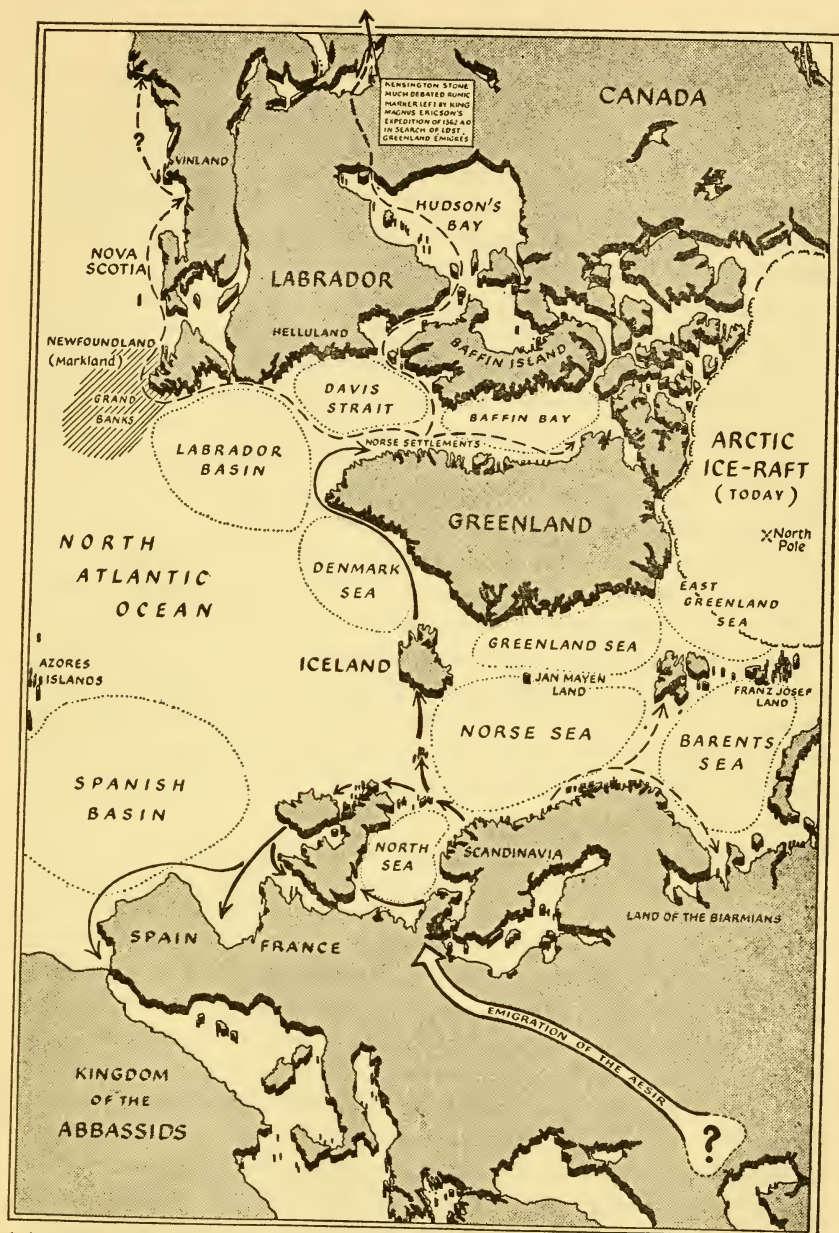 KENSINGTON STONE
MUCH DEBATED RUNIC
MARKER LEFT BY KING
MAGNUS ERICSON'S
EXPEDITION OF 1362 A.D
IN SEARCH OF LOST
GREENLAND EMIGRES
CANADA
?
VINLAND
HUDSON'S
BAY
NOVA
SCOTIA
LABRADOR
HELLULAND
NEWFOUNDLAND
(Markland)
GRAND
BANKS
BAFFIN ISLAND
DAVIS
STRAIT
BAFFIN BAY
NORSE SETTLEMENTS
LABRADOR
BASIN
ARCTIC
ICE-RAFT
(TODAY)
North
Pole
GREENLAND
NORTH
ATLANTIC
OCEAN
DENMARK
SEA
EAST
GREENLAND
SEA
GREENLAND SEA
ICELAND
AZORES
ISLANDS
JAN MAYEN
LAND
FRANZ JOSEF
LAND
NORSE SEA
BARENTS
SEA
SPANISH
BASIN
NORTH
SEA
SCANDINAVIA
LAND OF THE BIARMIANS
SPAIN
FRANCE
EMIGRATION OF THE AESIR
?
KINGDOM
OF THE
ABBASSIDS